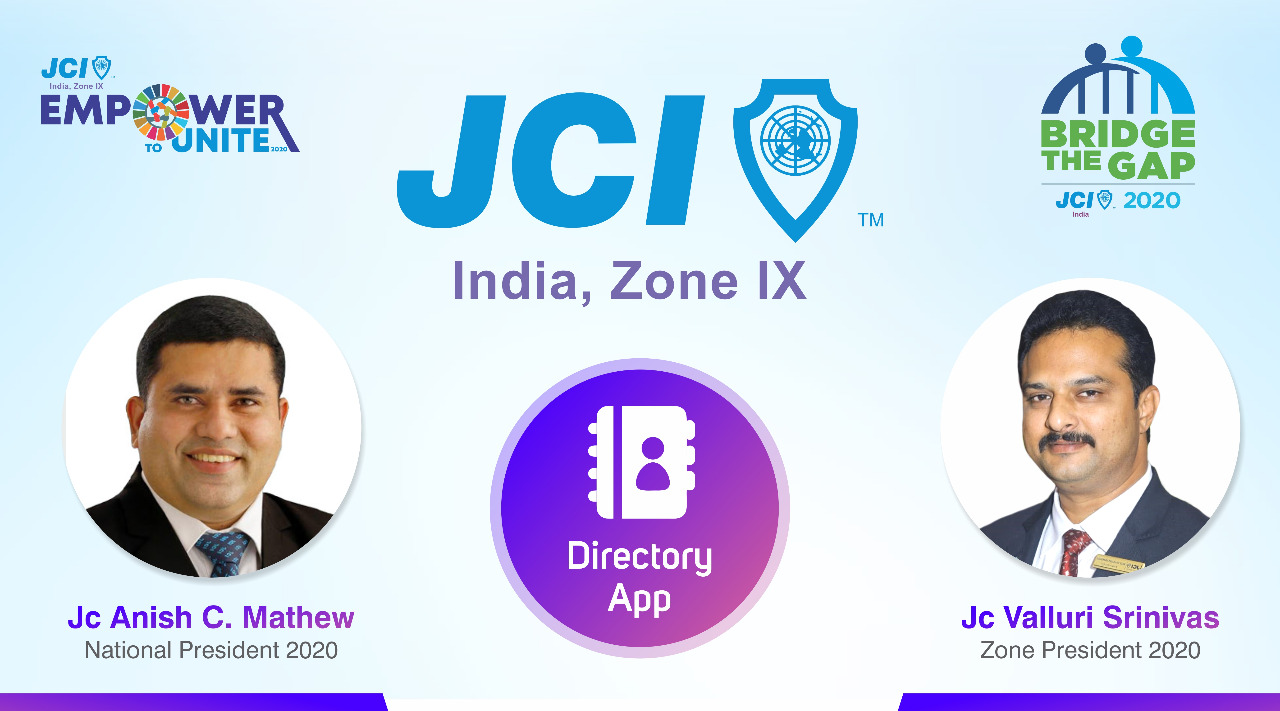 JCI
India, Zone IX
EMPOWER
TO UNITE 2020
JCI TM
India, Zone IX
BRIDGE
THE GAP
JCI 2020
India
Directory
App
Jc Anish C. Mathew
National President 2020
Jc Valluri Srinivas
Zone President 2020